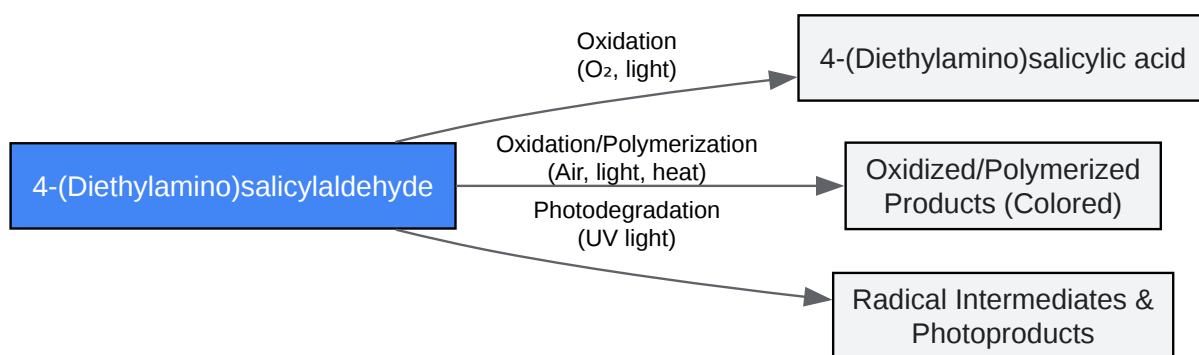 Oxidation
(O₂, light)
4-(Diethylamino)salicylic acid
4-(Diethylamino)salicylaldehyde
Oxidation/Polymerization
(Air, light, heat)
Oxidized/Polymerized
Products (Colored)
Photodegradation
(UV light)
Radical Intermediates &
Photoproducts